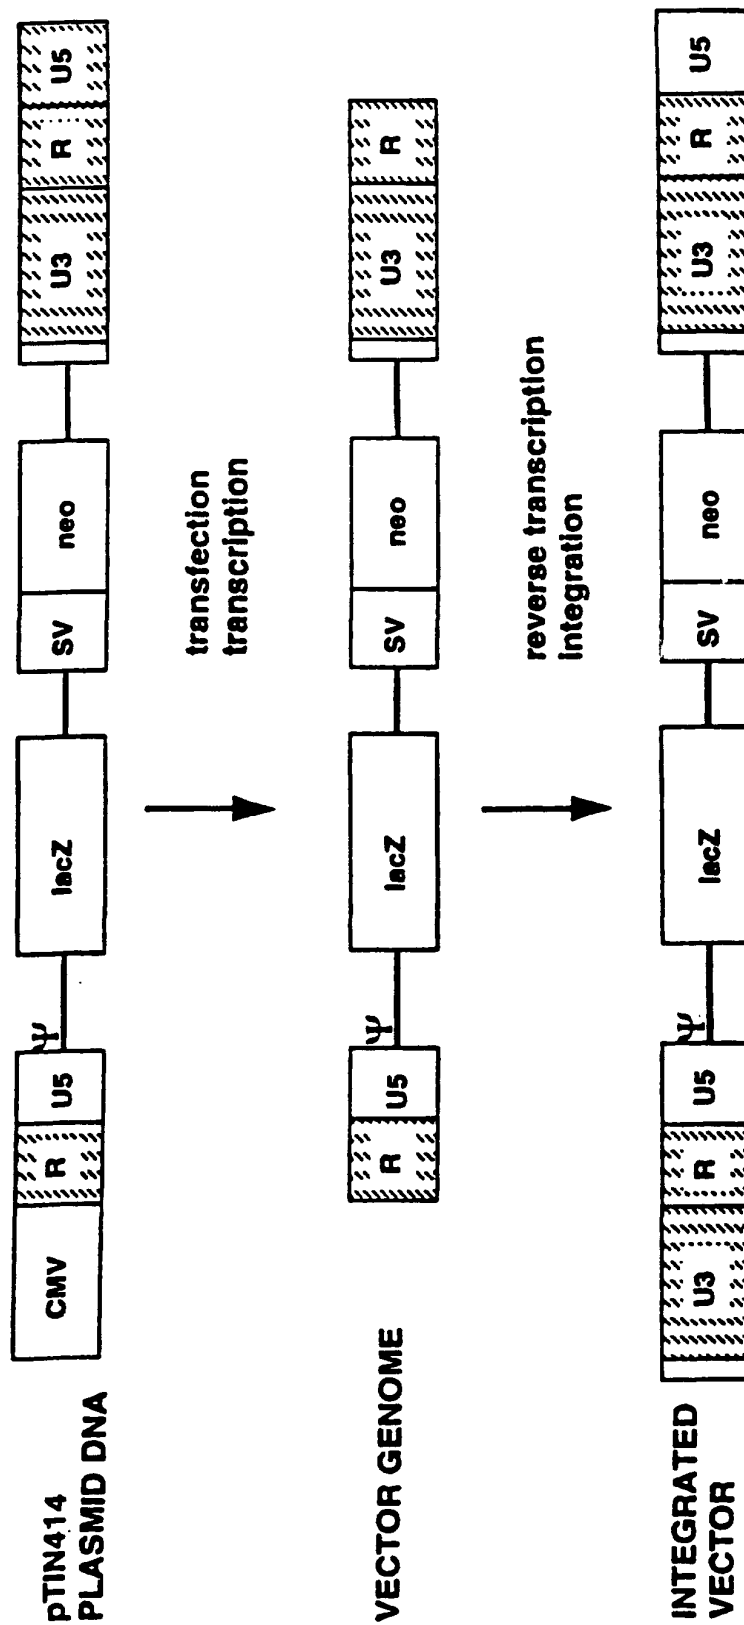 pTIN414
PLASMID DNA
CMV R U5 Ψ lacZ SV neo U3 R U5
transfection
transcription
VECTOR GENOME
R U5 Ψ lacZ SV neo U3 R
reverse transcription
integration
INTEGRATED
VECTOR
U3 R U5 Ψ lacZ SV neo U3 R U5